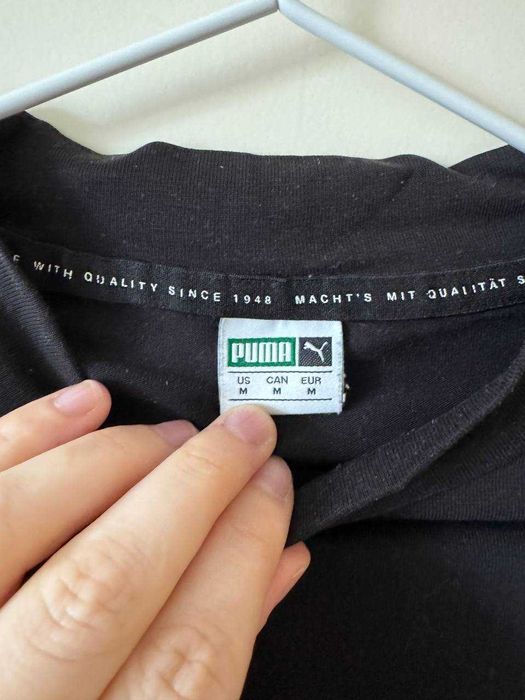 WITH QUALITY SINCE 1948 MACHT'S MIT QUALITÄT
PUMA
US CAN EUR
M M M